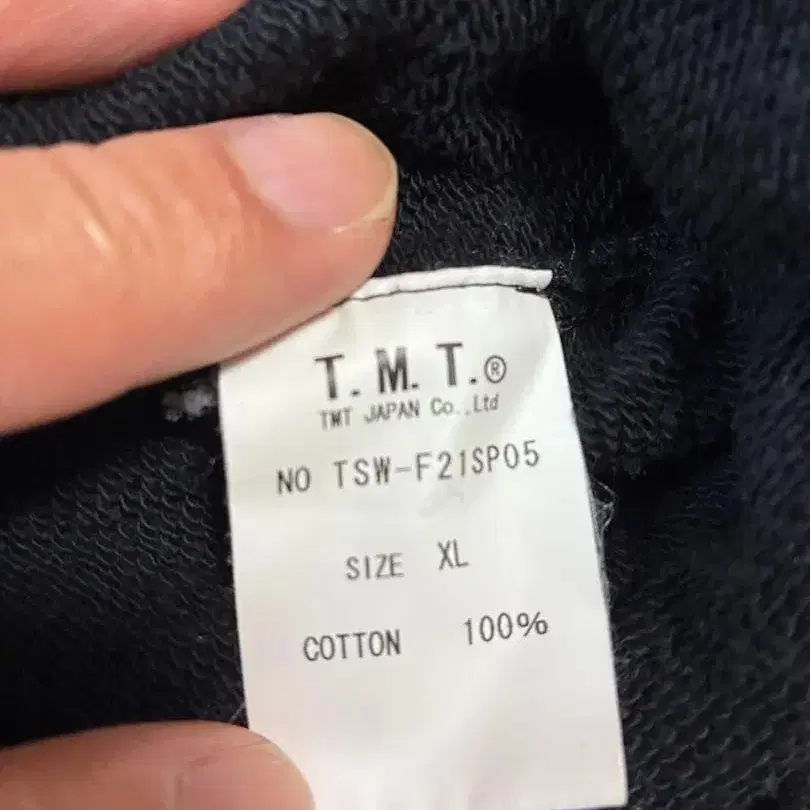 T.M.T.®
TMT JAPAN Co.,Ltd
NO TSW-F21SP05
SIZE XL
COTTON 100%